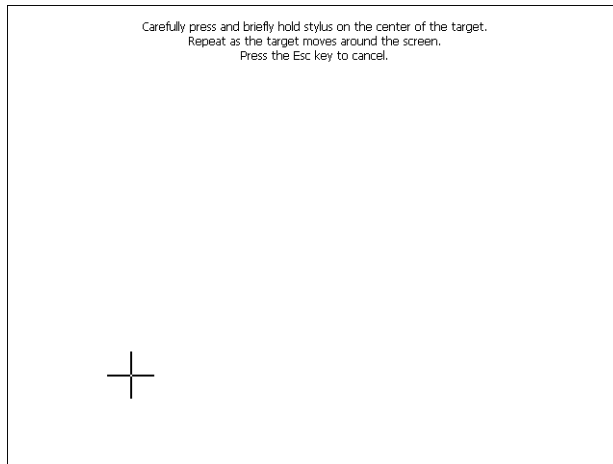 Carefully press and briefly hold stylus on the center of the target.
Repeat as the target moves around the screen.
Press the Esc key to cancel.